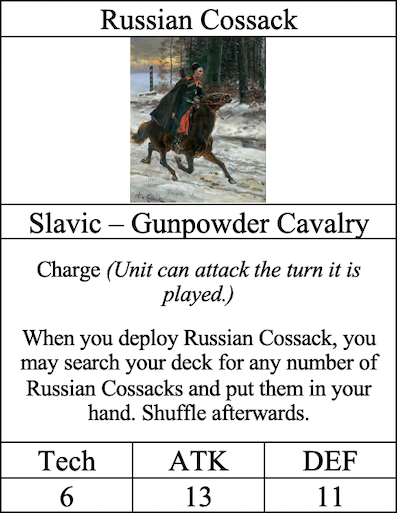 Russian Cossack
Slavic – Gunpowder Cavalry
Charge (Unit can attack the turn it is
played.)
When you deploy Russian Cossack, you
may search your deck for any number of
Russian Cossacks and put them in your
hand. Shuffle afterwards.
Tech ATK DEF
6 13 11